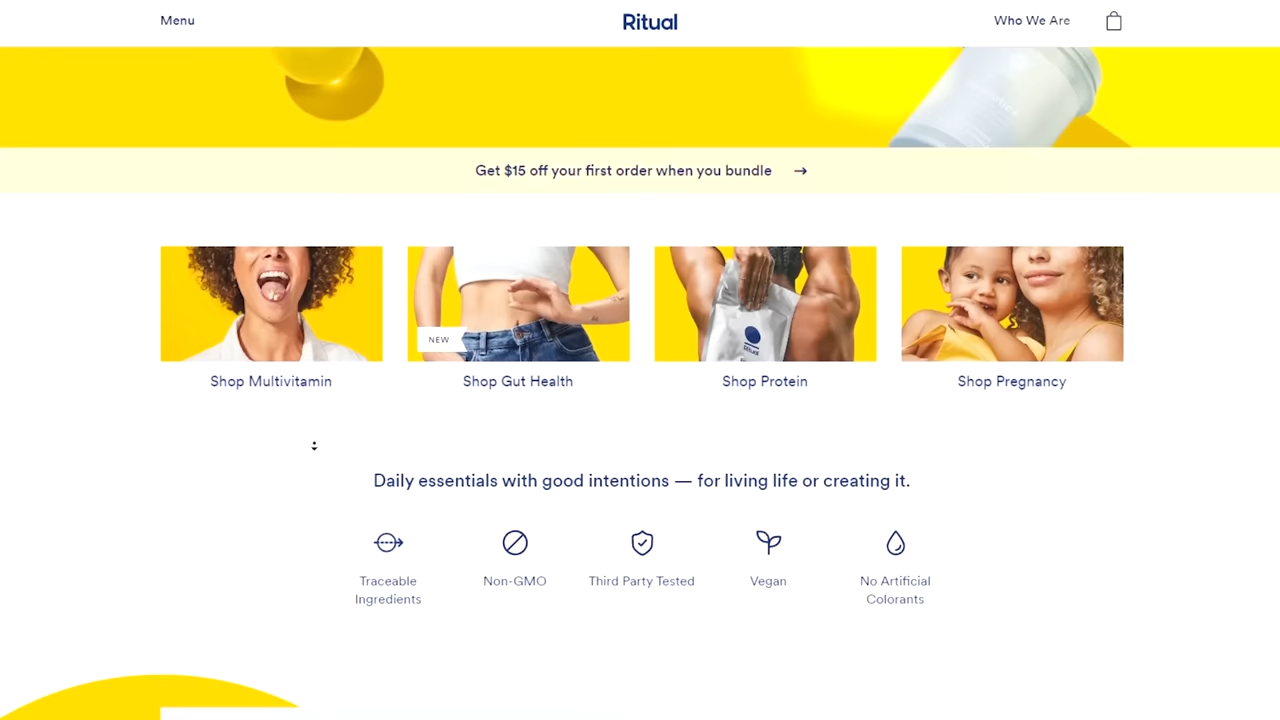 Menu
Ritual
Who We Are
Get $15 off your first order when you bundle
NEW
Ritual
Shop Multivitamin
Shop Gut Health
Shop Protein
Shop Pregnancy
Daily essentials with good intentions — for living life or creating it.
Traceable
Ingredients
Non-GMO
Third Party Tested
Vegan
No Artificial
Colorants